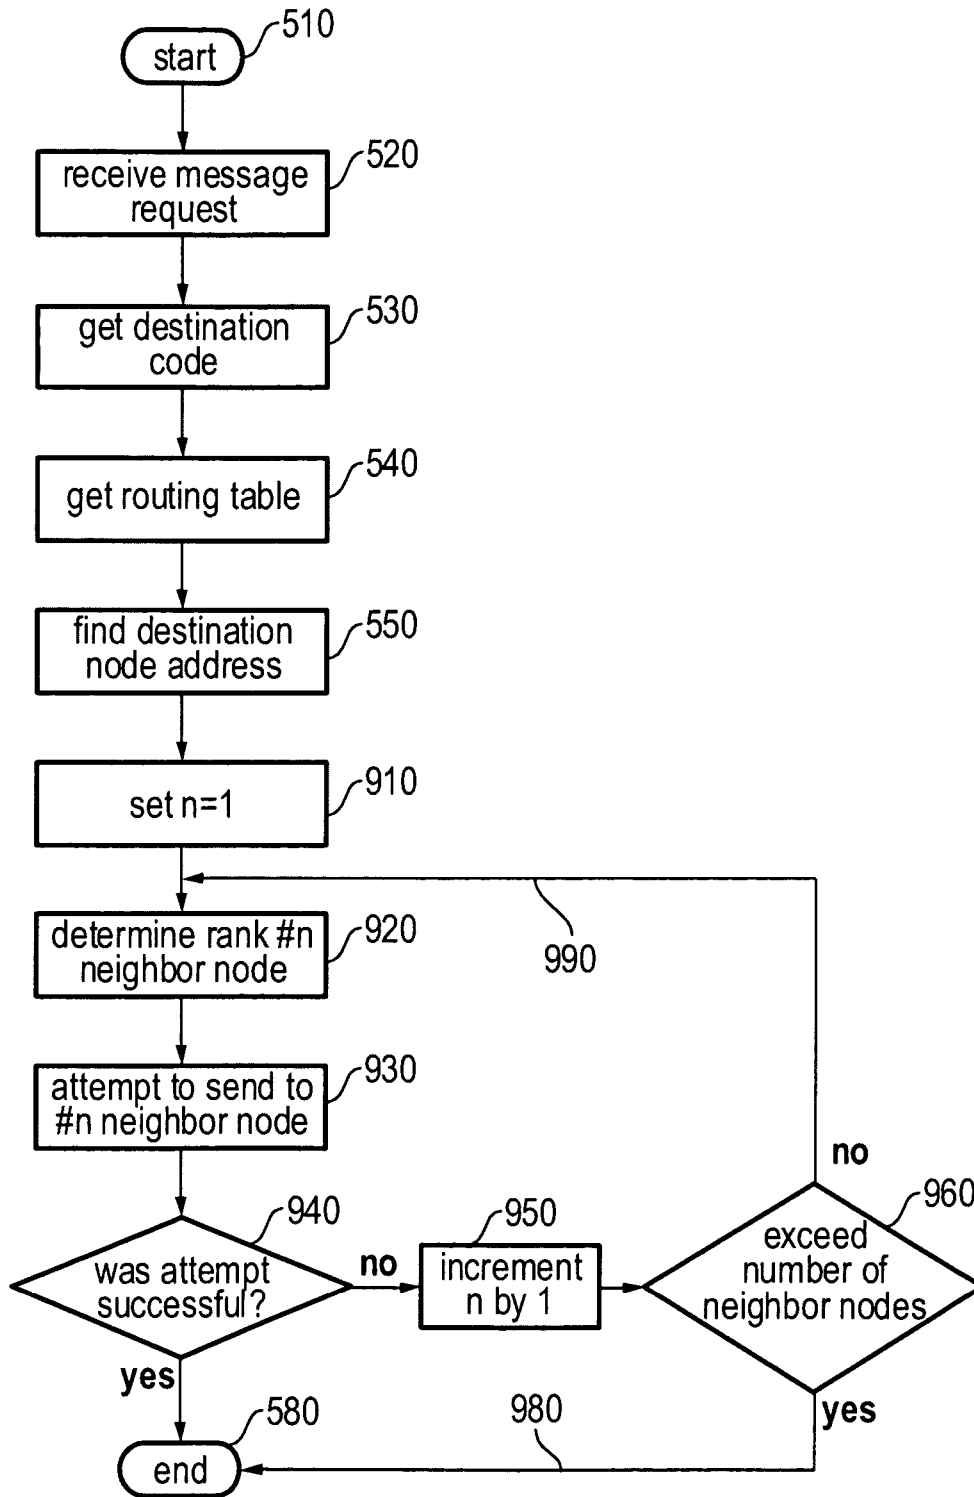 510
start
520
receive message
request
530
get destination
code
540
get routing table
550
find destination
node address
910
set n=1
990
920
determine rank #n
neighbor node
930
attempt to send to
#n neighbor node
no
940
was attempt
successful?
no
950
increment
n by 1
960
exceed
number of
neighbor nodes
yes
yes
580
end
980